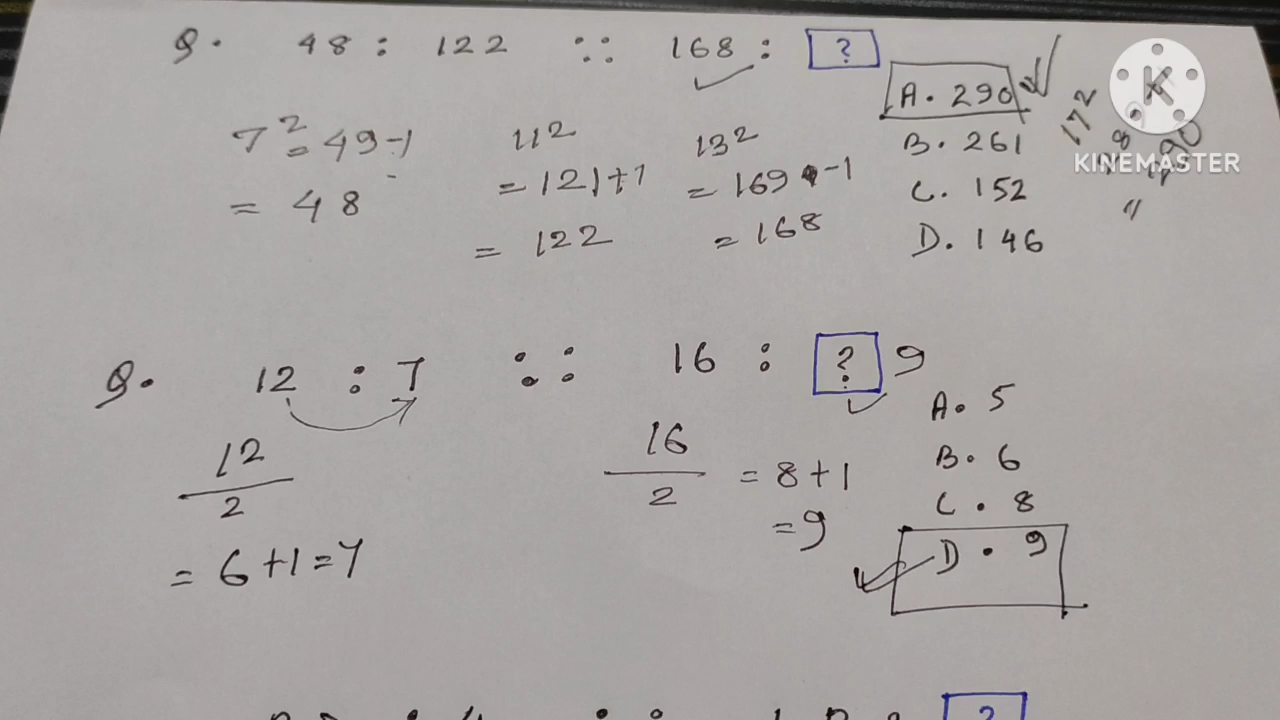 Q. 48 : 122 :: 168 : ?
A. 290
B. 261
C. 152
D. 146
7² = 49-1
= 48
11²
= 121+1
= 122
13²
= 169 -1
= 168
172
290
KINEMASTER
Q. 12 : 7 :: 16 : ? 9
A. 5
B. 6
C. 8
D. 9
12
2
= 6+1=7
16
2
= 8+1
=9
?